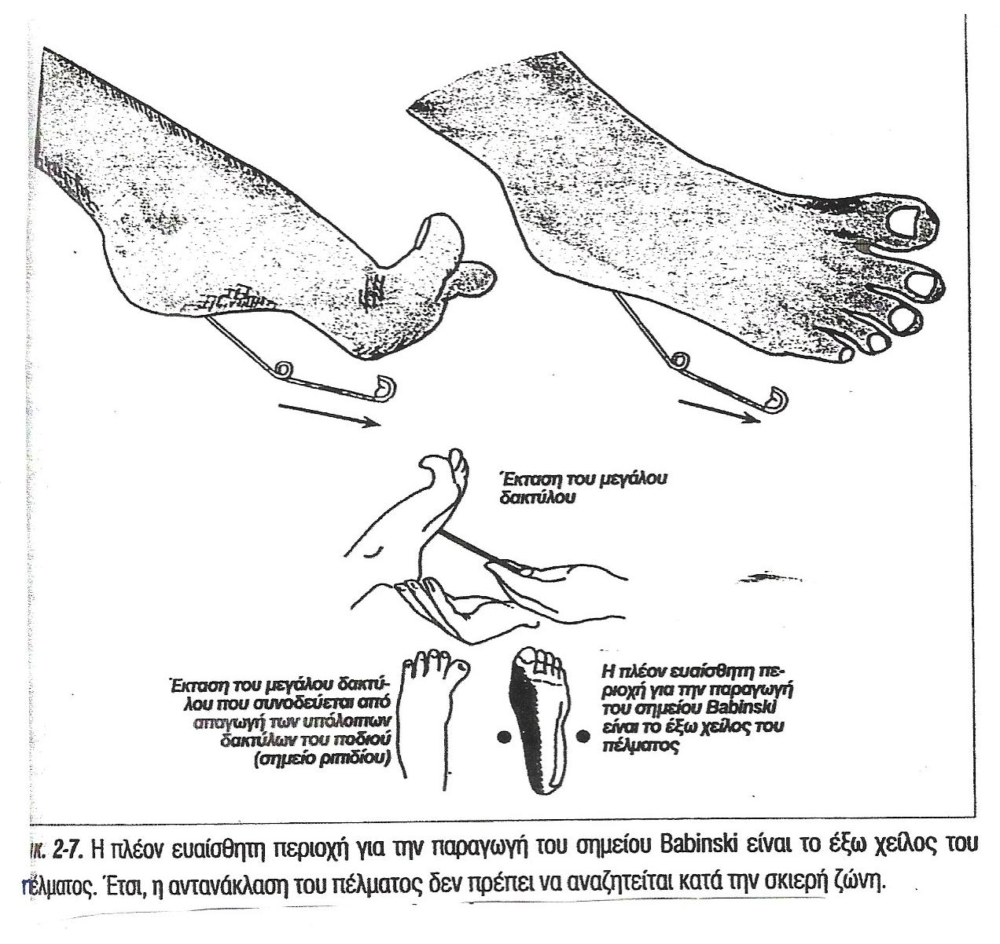 Έκταση του μεγάλου
δακτύλου
Έκταση του μεγάλου δακτύ-
λου που συνοδεύεται από
απαγωγή των υπόλοιπων
δακτύλων του ποδιού
(σημείο ριπιδίου)
Η πλέον ευαίσθητη πε-
ριοχή για την παραγωγή
του σημείου Babinski
είναι το έξω χείλος του
πέλματος
ικ. 2-7. Η πλέον ευαίσθητη περιοχή για την παραγωγή του σημείου Babinski είναι το έξω χείλος του
πέλματος. Έτσι, η αντανάκλαση του πέλματος δεν πρέπει να αναζητείται κατά την σκιερή ζώνη.